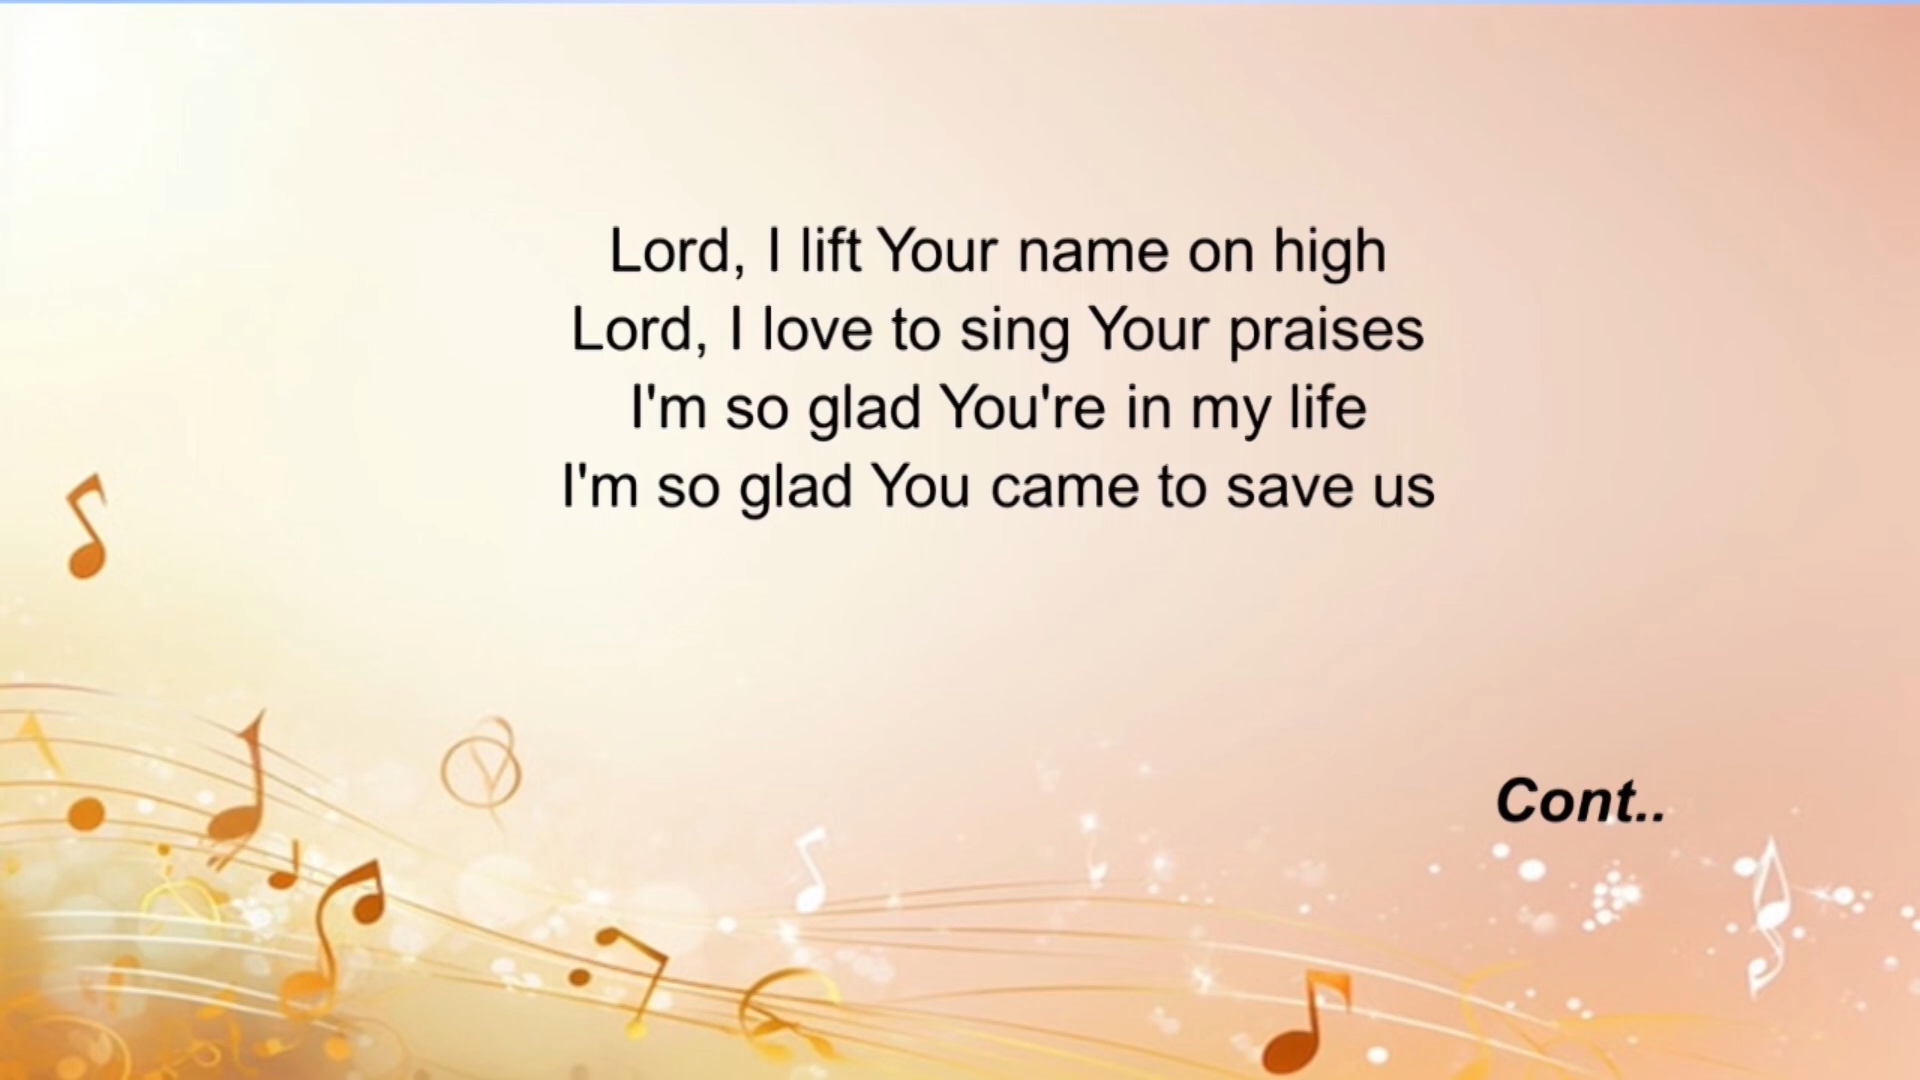 Lord, I lift Your name on high
Lord, I love to sing Your praises
I'm so glad You're in my life
I'm so glad You came to save us
Cont..